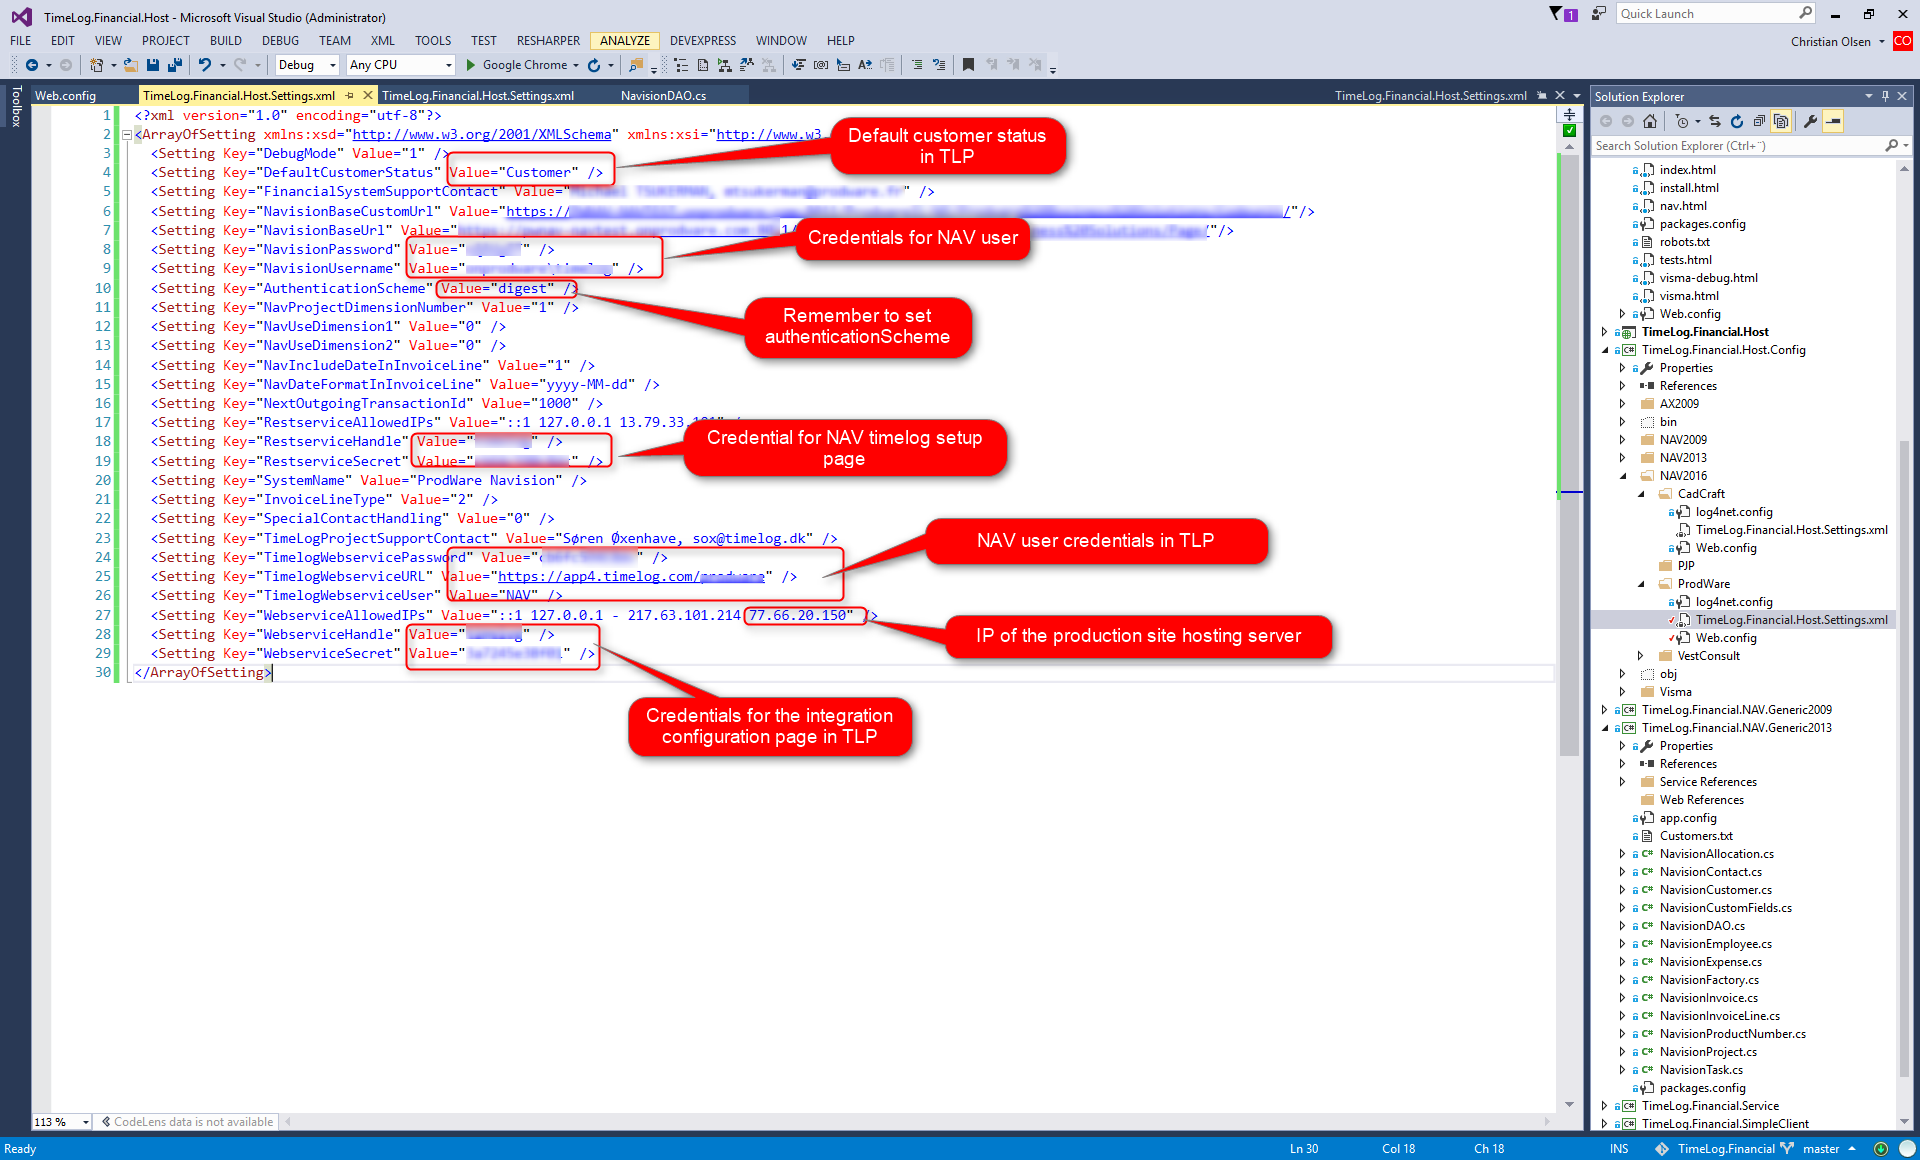 TimeLog.Financial.Host - Microsoft Visual Studio (Administrator)
1
Quick Launch
FILE EDIT VIEW PROJECT BUILD DEBUG TEAM XML TOOLS TEST RESHARPER ANALYZE DEVEXPRESS WINDOW HELP
Christian Olsen
CO
Debug
Any CPU
Google Chrome
Toolbox
Web.config
TimeLog.Financial.Host.Settings.xml
TimeLog.Financial.Host.Settings.xml
NavisionDAO.cs
TimeLog.Financial.Host.Settings.xml
1 <?xml version="1.0" encoding="utf-8"?>
2 <ArrayOfSetting xmlns:xsd="http://www.w3.org/2001/XMLSchema" xmlns:xsi="http://www.w3.
3 <Setting Key="DebugMode" Value="1" />
4 <Setting Key="DefaultCustomerStatus" Value="Customer" />
5 <Setting Key="FinancialSystemSupportContact" Value=" " />
6 <Setting Key="NavisionBaseCustomUrl" Value="https:// /"/>
7 <Setting Key="NavisionBaseUrl" Value=" "/>
8 <Setting Key="NavisionPassword" Value=" " />
9 <Setting Key="NavisionUsername" Value=" " />
10 <Setting Key="AuthenticationScheme" Value="digest" />
11 <Setting Key="NavProjectDimensionNumber" Value="1" />
12 <Setting Key="NavUseDimension1" Value="0" />
13 <Setting Key="NavUseDimension2" Value="0" />
14 <Setting Key="NavIncludeDateInInvoiceLine" Value="1" />
15 <Setting Key="NavDateFormatInInvoiceLine" Value="yyyy-MM-dd" />
16 <Setting Key="NextOutgoingTransactionId" Value="1000" />
17 <Setting Key="RestserviceAllowedIPs" Value="::1 127.0.0.1 13.79.33.
18 <Setting Key="RestserviceHandle" Value=" " />
19 <Setting Key="RestserviceSecret" Value=" " />
20 <Setting Key="SystemName" Value="ProdWare Navision" />
21 <Setting Key="InvoiceLineType" Value="2" />
22 <Setting Key="SpecialContactHandling" Value="0" />
23 <Setting Key="TimeLogProjectSupportContact" Value="Søren Øxenhave, sox@timelog.dk" />
24 <Setting Key="TimelogWebservicePassword" Value=" " />
25 <Setting Key="TimelogWebserviceURL" Value="https://app4.timelog.com/ " />
26 <Setting Key="TimelogWebserviceUser" Value="NAV" />
27 <Setting Key="WebserviceAllowedIPs" Value="::1 127.0.0.1 - 217.63.101.214 77.66.20.150" />
28 <Setting Key="WebserviceHandle" Value=" " />
29 <Setting Key="WebserviceSecret" Value=" " />
30 </ArrayOfSetting>
Default customer status
in TLP
Credentials for NAV user
Remember to set
authenticationScheme
Credential for NAV timelog setup
page
NAV user credentials in TLP
IP of the production site hosting server
Credentials for the integration
configuration page in TLP
Solution Explorer
Search Solution Explorer (Ctrl+¨)
index.html
install.html
nav.html
packages.config
robots.txt
tests.html
visma-debug.html
visma.html
Web.config
TimeLog.Financial.Host
TimeLog.Financial.Host.Config
Properties
References
AX2009
bin
NAV2009
NAV2013
NAV2016
CadCraft
log4net.config
TimeLog.Financial.Host.Settings.xml
Web.config
PJP
ProdWare
log4net.config
TimeLog.Financial.Host.Settings.xml
Web.config
VestConsult
obj
Visma
TimeLog.Financial.NAV.Generic2009
TimeLog.Financial.NAV.Generic2013
Properties
References
Service References
Web References
app.config
Customers.txt
NavisionAllocation.cs
NavisionContact.cs
NavisionCustomer.cs
NavisionCustomFields.cs
NavisionDAO.cs
NavisionEmployee.cs
NavisionExpense.cs
NavisionFactory.cs
NavisionInvoice.cs
NavisionInvoiceLine.cs
NavisionProductNumber.cs
NavisionProject.cs
NavisionTask.cs
packages.config
TimeLog.Financial.Service
TimeLog.Financial.SimpleClient
113 %
CodeLens data is not available
Ready
Ln 30
Col 18
Ch 18
INS
TimeLog.Financial
master